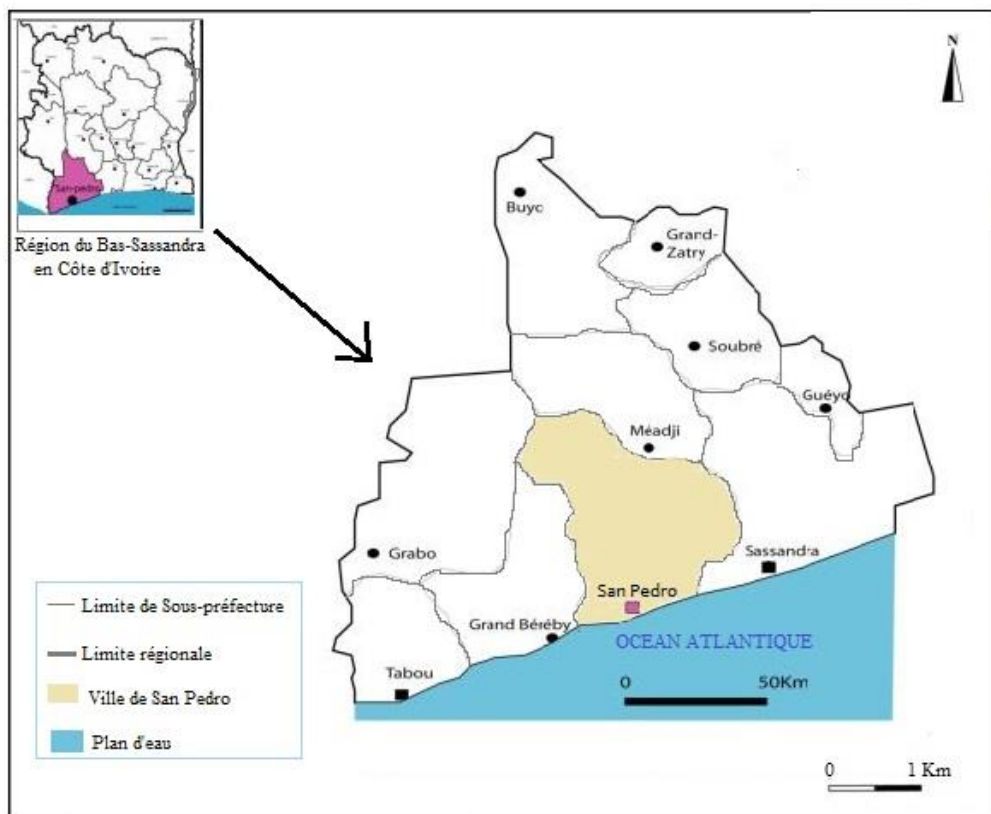 San-pedro
Région du Bas-Sassandra
en Côte d'Ivoire
N
Buyo
Grand-
Zatry
Soubré
Guéyo
Méadji
Grabo
Sassandra
San Pedro
Grand Béréby
Tabou
OCEAN ATLANTIQUE
0 50Km
Limite de Sous-préfecture
Limite régionale
Ville de San Pedro
Plan d'eau
0 1 Km